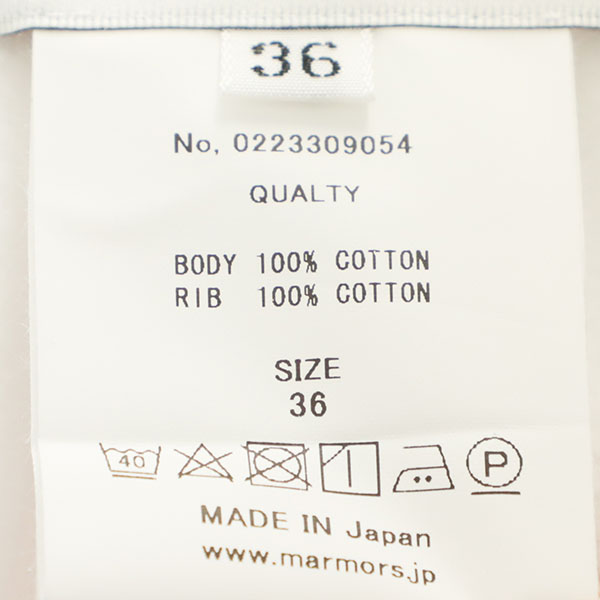 36
No, 0223309054
QUALTY
BODY 100% COTTON
RIB 100% COTTON
SIZE
36
40 P
MADE IN Japan
www.marmors.jp